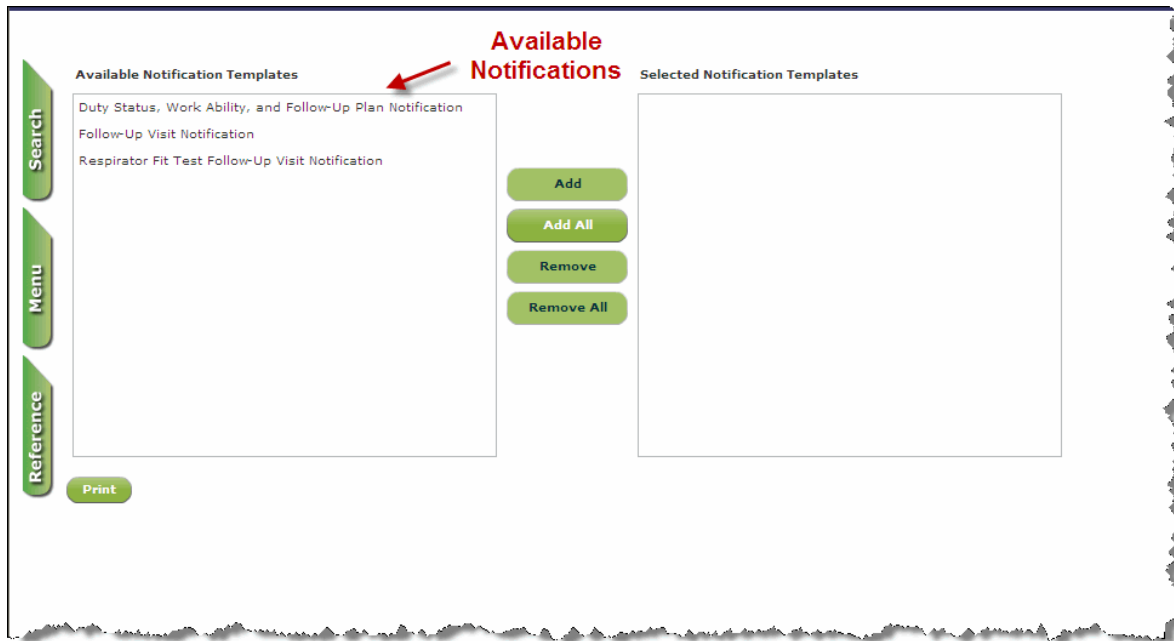 Available
Notifications
Available Notification Templates
Selected Notification Templates
Duty Status, Work Ability, and Follow-Up Plan Notification
Follow-Up Visit Notification
Respirator Fit Test Follow-Up Visit Notification
Search
Menu
Reference
Add
Add All
Remove
Remove All
Print